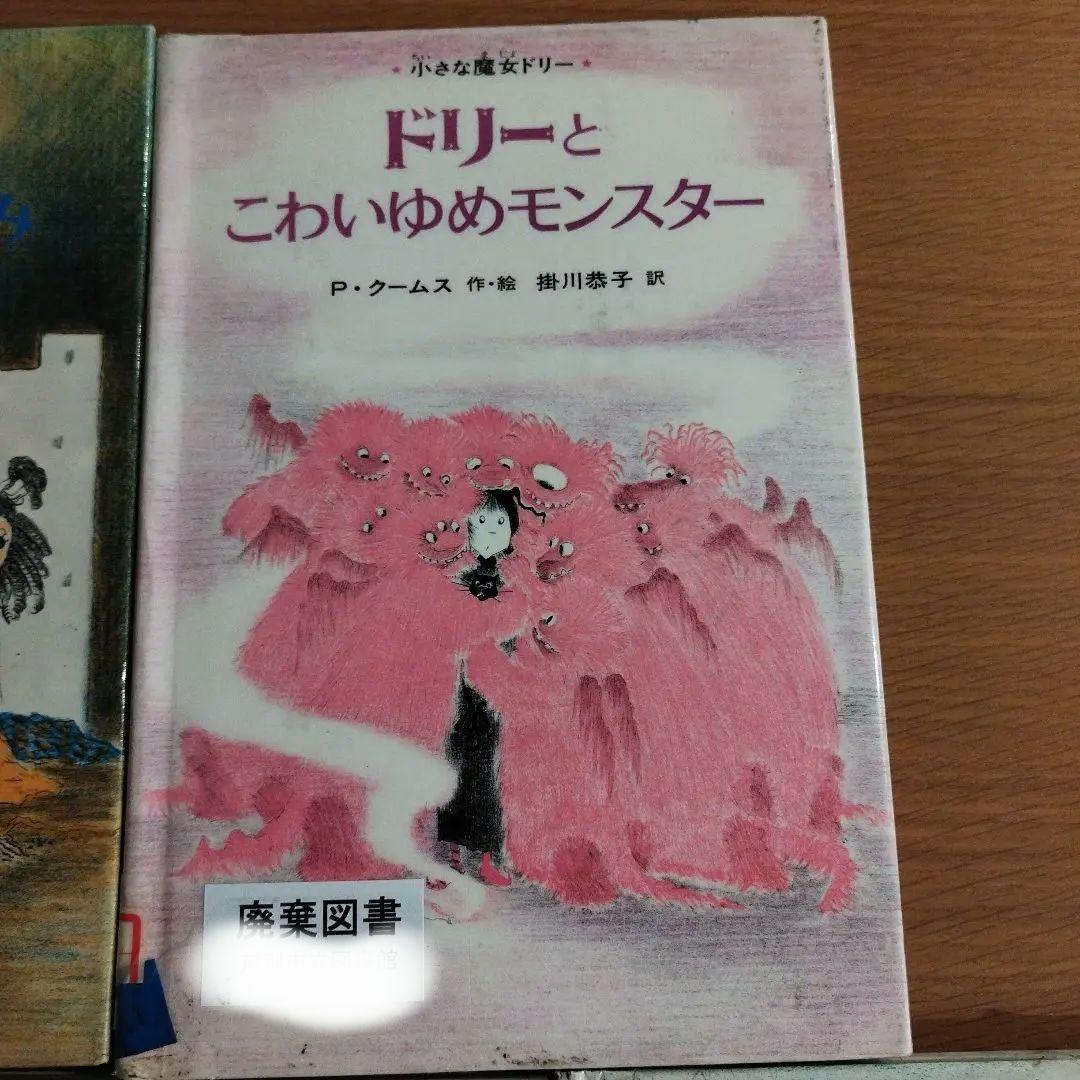 ★小さな魔女ドリー★
ドリーと
こわいゆめモンスター
P・クームス 作・絵 掛川恭子 訳
廃棄図書